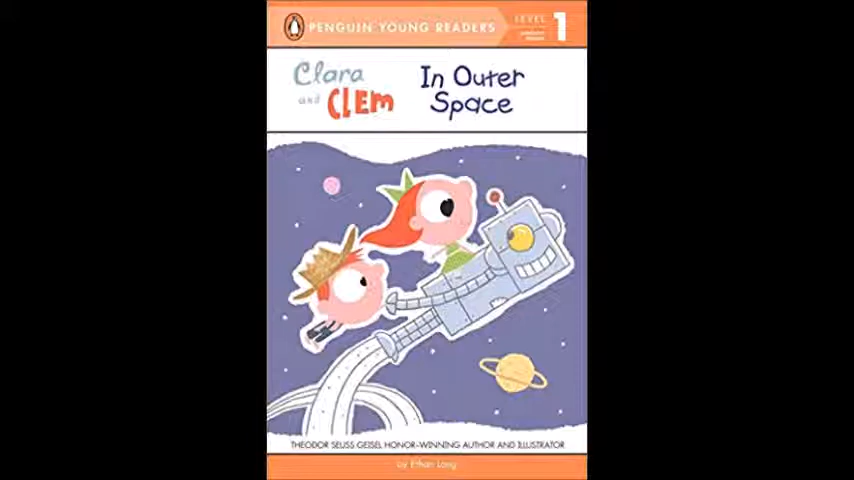 PENGUIN YOUNG READERS
LEVEL 1
Clara
and CLEM
In Outer
Space
THEODOR SEUSS GEISEL HONOR-WINNING AUTHOR AND ILLUSTRATOR
by Ethan Long